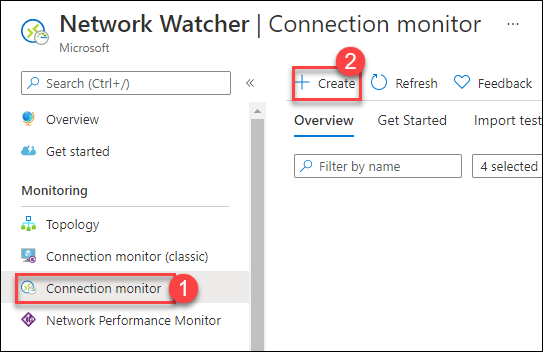 Network Watcher | Connection monitor ...
Microsoft
Search (Ctrl+/)
«
Overview
Get started
Monitoring
Topology
Connection monitor (classic)
Connection monitor
1
Network Performance Monitor
2
+ Create
Refresh
Feedback
Overview
Get Started
Import test
Filter by name
4 selected